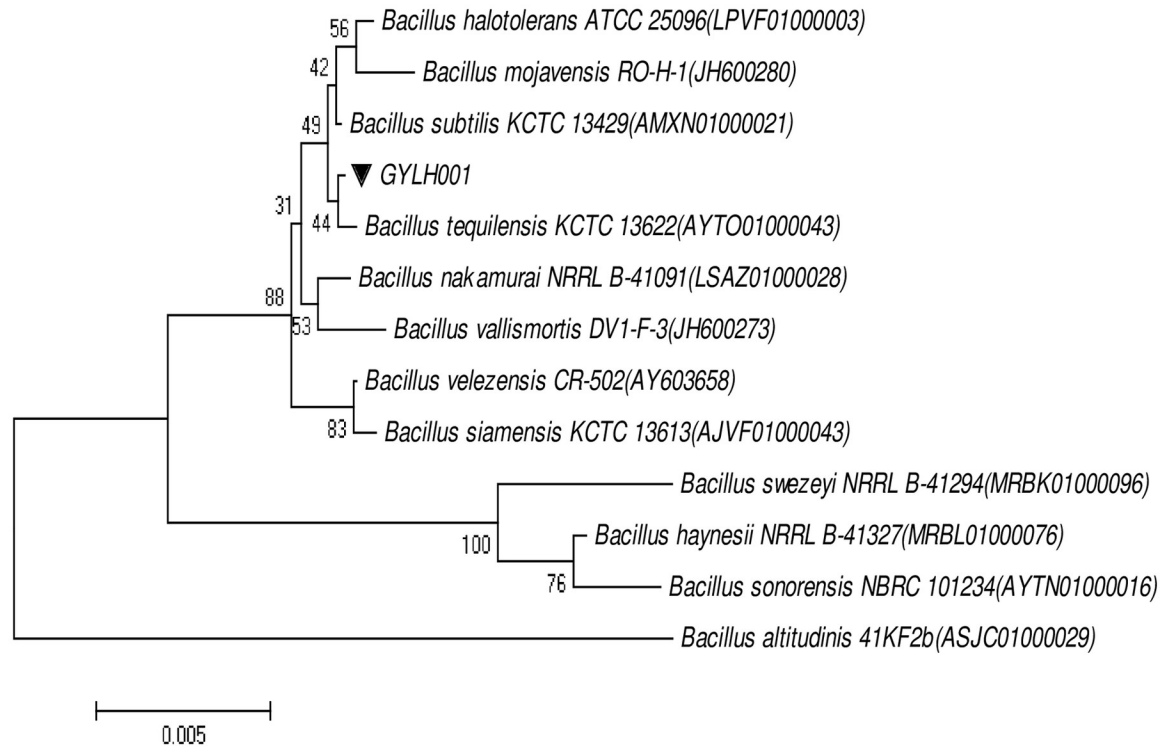 56
Bacillus halotolerans ATCC 25096(LPVF01000003)
42
Bacillus mojavensis RO-H-1(JH600280)
49
Bacillus subtilis KCTC 13429(AMXN01000021)
GYLH001
31
44
Bacillus tequilensis KCTC 13622(AYTO01000043)
Bacillus nakamurai NRRL B-41091(LSAZ01000028)
88
53
Bacillus vallismortis DV1-F-3(JH600273)
Bacillus velezensis CR-502(AY603658)
83
Bacillus siamensis KCTC 13613(AJVF01000043)
Bacillus swezeyi NRRL B-41294(MRBK01000096)
100
Bacillus haynesii NRRL B-41327(MRBL01000076)
76
Bacillus sonorensis NBRC 101234(AYTN01000016)
Bacillus altitudinis 41KF2b(ASJC01000029)
0.005